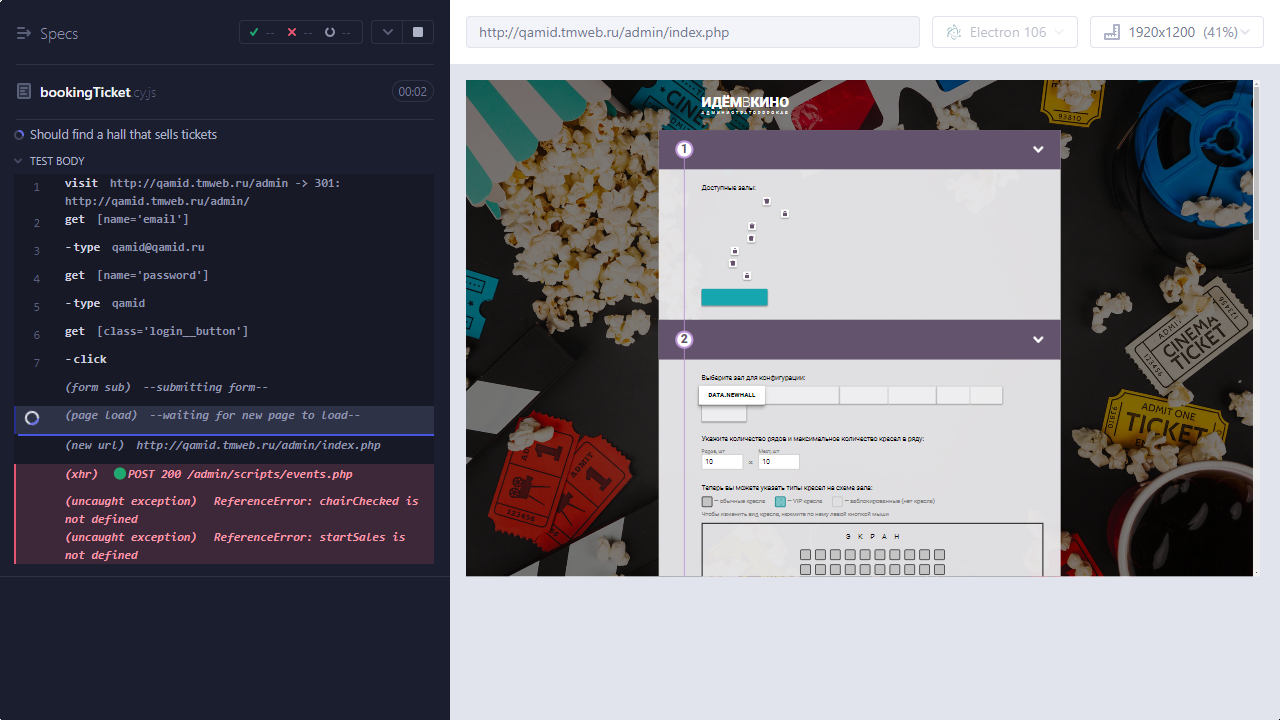 Specs
-- -- --
bookingTicket.cy.js
00:02
Should find a hall that sells tickets
TEST BODY
1 visit http://qamid.tmweb.ru/admin -> 301:
http://qamid.tmweb.ru/admin/
2 get [name='email']
3 -type qamid@qamid.ru
4 get [name='password']
5 -type qamid
6 get [class='login__button']
7 -click
(form sub) --submitting form--
(page load) --waiting for new page to load--
(new url) http://qamid.tmweb.ru/admin/index.php
(xhr) POST 200 /admin/scripts/events.php
(uncaught exception) ReferenceError: chairChecked is
not defined
(uncaught exception) ReferenceError: startSales is
not defined
http://qamid.tmweb.ru/admin/index.php
Electron 106
1920x1200 (41%)
ИДЁМВКИНО
АДМИНИСТРАТОРРРСКАЯ
1
Доступные залы:
2
Выберите зал для конфигурации:
DATA.NEWHALL
Укажите количество рядов и максимальное количество кресел в ряду:
Рядов, шт
Мест, шт
10 x 10
Теперь вы можете указать типы кресел на схеме зала:
— обычные кресла — VIP кресла — заблокированные (нет кресла)
Чтобы изменить вид кресла, нажмите по нему левой кнопкой мыши
ЭКРАН
CINEMA
TICKET
123456
ADMIT ONE
TICKET
93810
123456